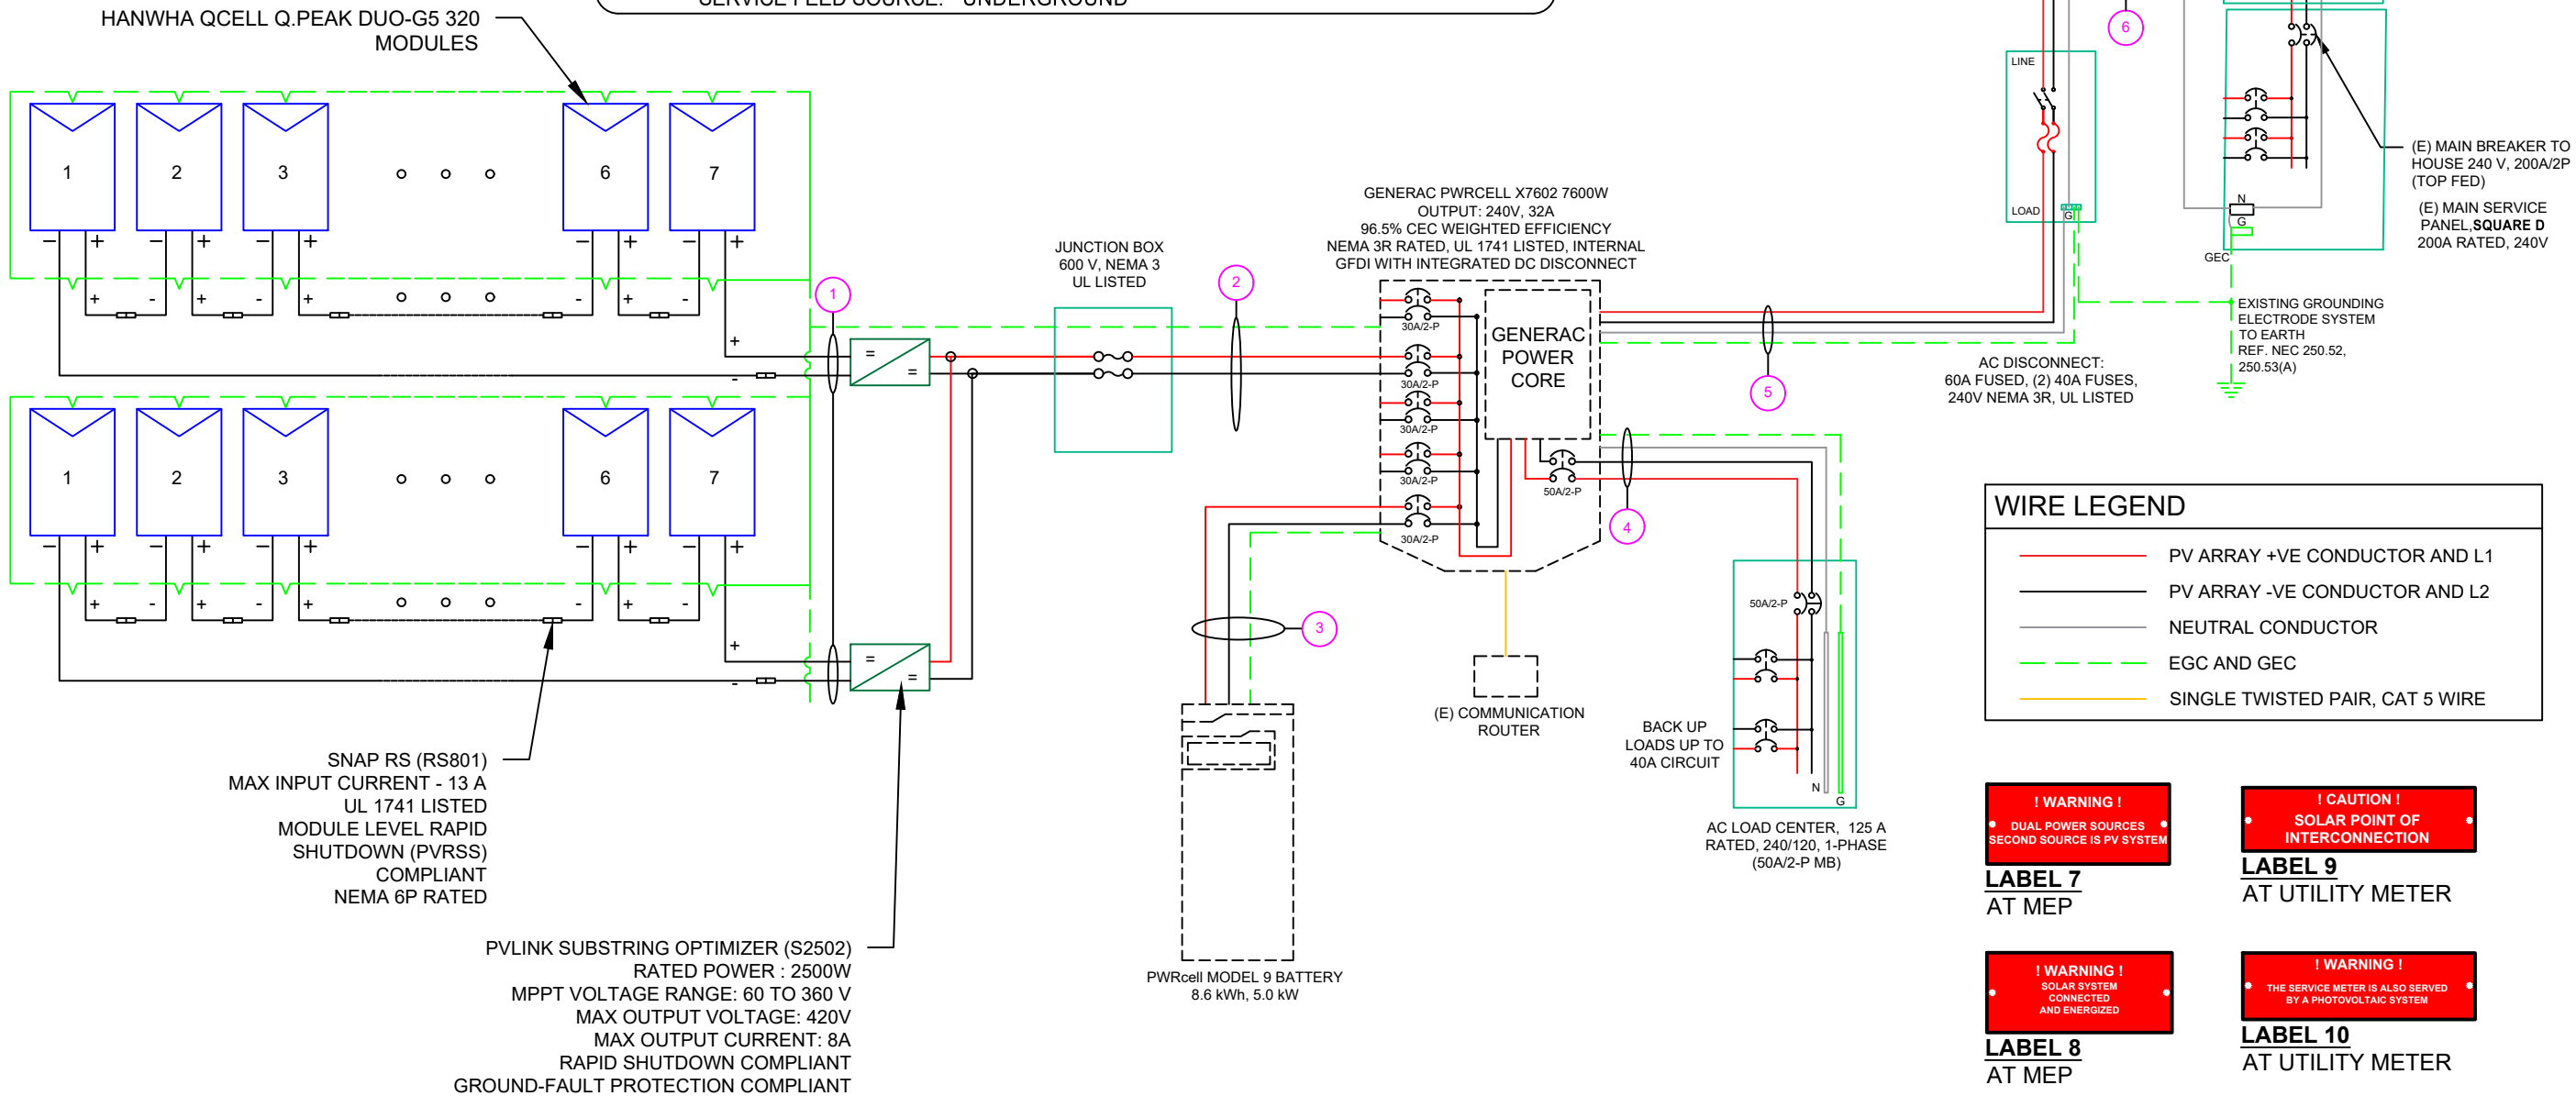 SERVICE FEED SOURCE: UNDERGROUND
HANWHA QCELL Q.PEAK DUO-G5 320
MODULES
1 2 3 6 7
− + − + − + − + − +
+ - + - + - + - +
-
1
1 2 3 6 7
− + − + − + − + − +
+ - + - + - + - +
-
= =
= =
SNAP RS (RS801)
MAX INPUT CURRENT - 13 A
UL 1741 LISTED
MODULE LEVEL RAPID
SHUTDOWN (PVRSS)
COMPLIANT
NEMA 6P RATED
PVLINK SUBSTRING OPTIMIZER (S2502)
RATED POWER : 2500W
MPPT VOLTAGE RANGE: 60 TO 360 V
MAX OUTPUT VOLTAGE: 420V
MAX OUTPUT CURRENT: 8A
RAPID SHUTDOWN COMPLIANT
GROUND-FAULT PROTECTION COMPLIANT
JUNCTION BOX
600 V, NEMA 3
UL LISTED
2
GENERAC PWRCELL X7602 7600W
OUTPUT: 240V, 32A
96.5% CEC WEIGHTED EFFICIENCY
NEMA 3R RATED, UL 1741 LISTED, INTERNAL
GFDI WITH INTEGRATED DC DISCONNECT
30A/2-P
30A/2-P
30A/2-P
30A/2-P
30A/2-P
GENERAC
POWER
CORE
50A/2-P
3
PWRcell MODEL 9 BATTERY
8.6 kWh, 5.0 kW
(E) COMMUNICATION
ROUTER
4
5
50A/2-P
N
G
BACK UP
LOADS UP TO
40A CIRCUIT
AC LOAD CENTER, 125 A
RATED, 240/120, 1-PHASE
(50A/2-P MB)
6
LINE
LOAD
G
AC DISCONNECT:
60A FUSED, (2) 40A FUSES,
240V NEMA 3R, UL LISTED
N
G
GEC
(E) MAIN BREAKER TO
HOUSE 240 V, 200A/2P
(TOP FED)
(E) MAIN SERVICE
PANEL,SQUARE D
200A RATED, 240V
EXISTING GROUNDING
ELECTRODE SYSTEM
TO EARTH
REF. NEC 250.52,
250.53(A)
WIRE LEGEND
PV ARRAY +VE CONDUCTOR AND L1
PV ARRAY -VE CONDUCTOR AND L2
NEUTRAL CONDUCTOR
EGC AND GEC
SINGLE TWISTED PAIR, CAT 5 WIRE
! WARNING !
DUAL POWER SOURCES
SECOND SOURCE IS PV SYSTEM
LABEL 7
AT MEP
! CAUTION !
SOLAR POINT OF
INTERCONNECTION
LABEL 9
AT UTILITY METER
! WARNING !
SOLAR SYSTEM
CONNECTED
AND ENERGIZED
LABEL 8
AT MEP
! WARNING !
THE SERVICE METER IS ALSO SERVED
BY A PHOTOVOLTAIC SYSTEM
LABEL 10
AT UTILITY METER